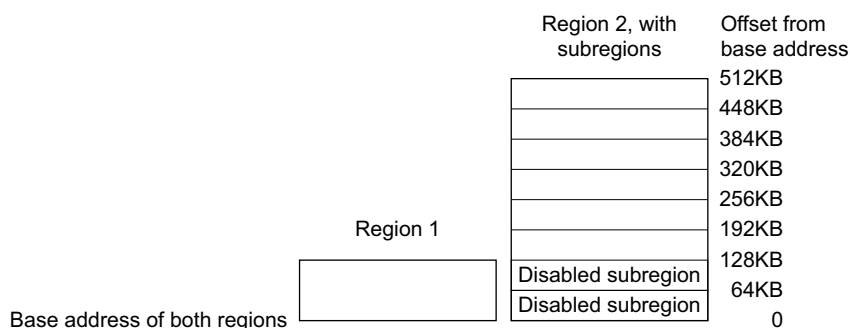 Region 2, with
subregions
Offset from
base address
512KB
448KB
384KB
320KB
256KB
Region 1
192KB
128KB
Disabled subregion
64KB
Disabled subregion
Base address of both regions
0